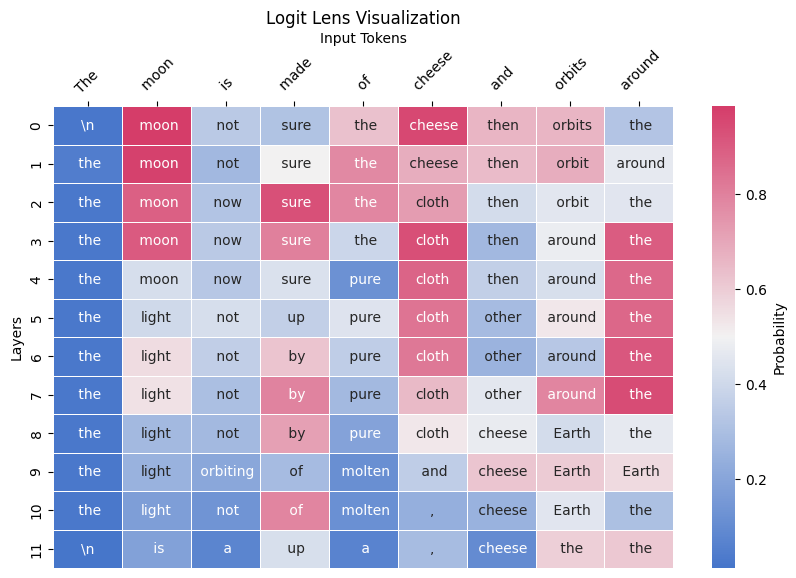 Logit Lens Visualization
Input Tokens
The moon is made of cheese and orbits around
0 \n moon not sure the cheese then orbits the
1 the moon not sure the cheese then orbit around
2 the moon now sure the cloth then orbit the
3 the moon now sure the cloth then around the
4 the moon now sure pure cloth then around the
5 the light not up pure cloth other around the
6 the light not by pure cloth other around the
7 the light not by pure cloth other around the
8 the light not by pure cloth cheese Earth the
9 the light orbiting of molten and cheese Earth Earth
10 the light not of molten , cheese Earth the
11 \n is a up a , cheese the the
Layers
0.8
0.6
0.4
0.2
Probability